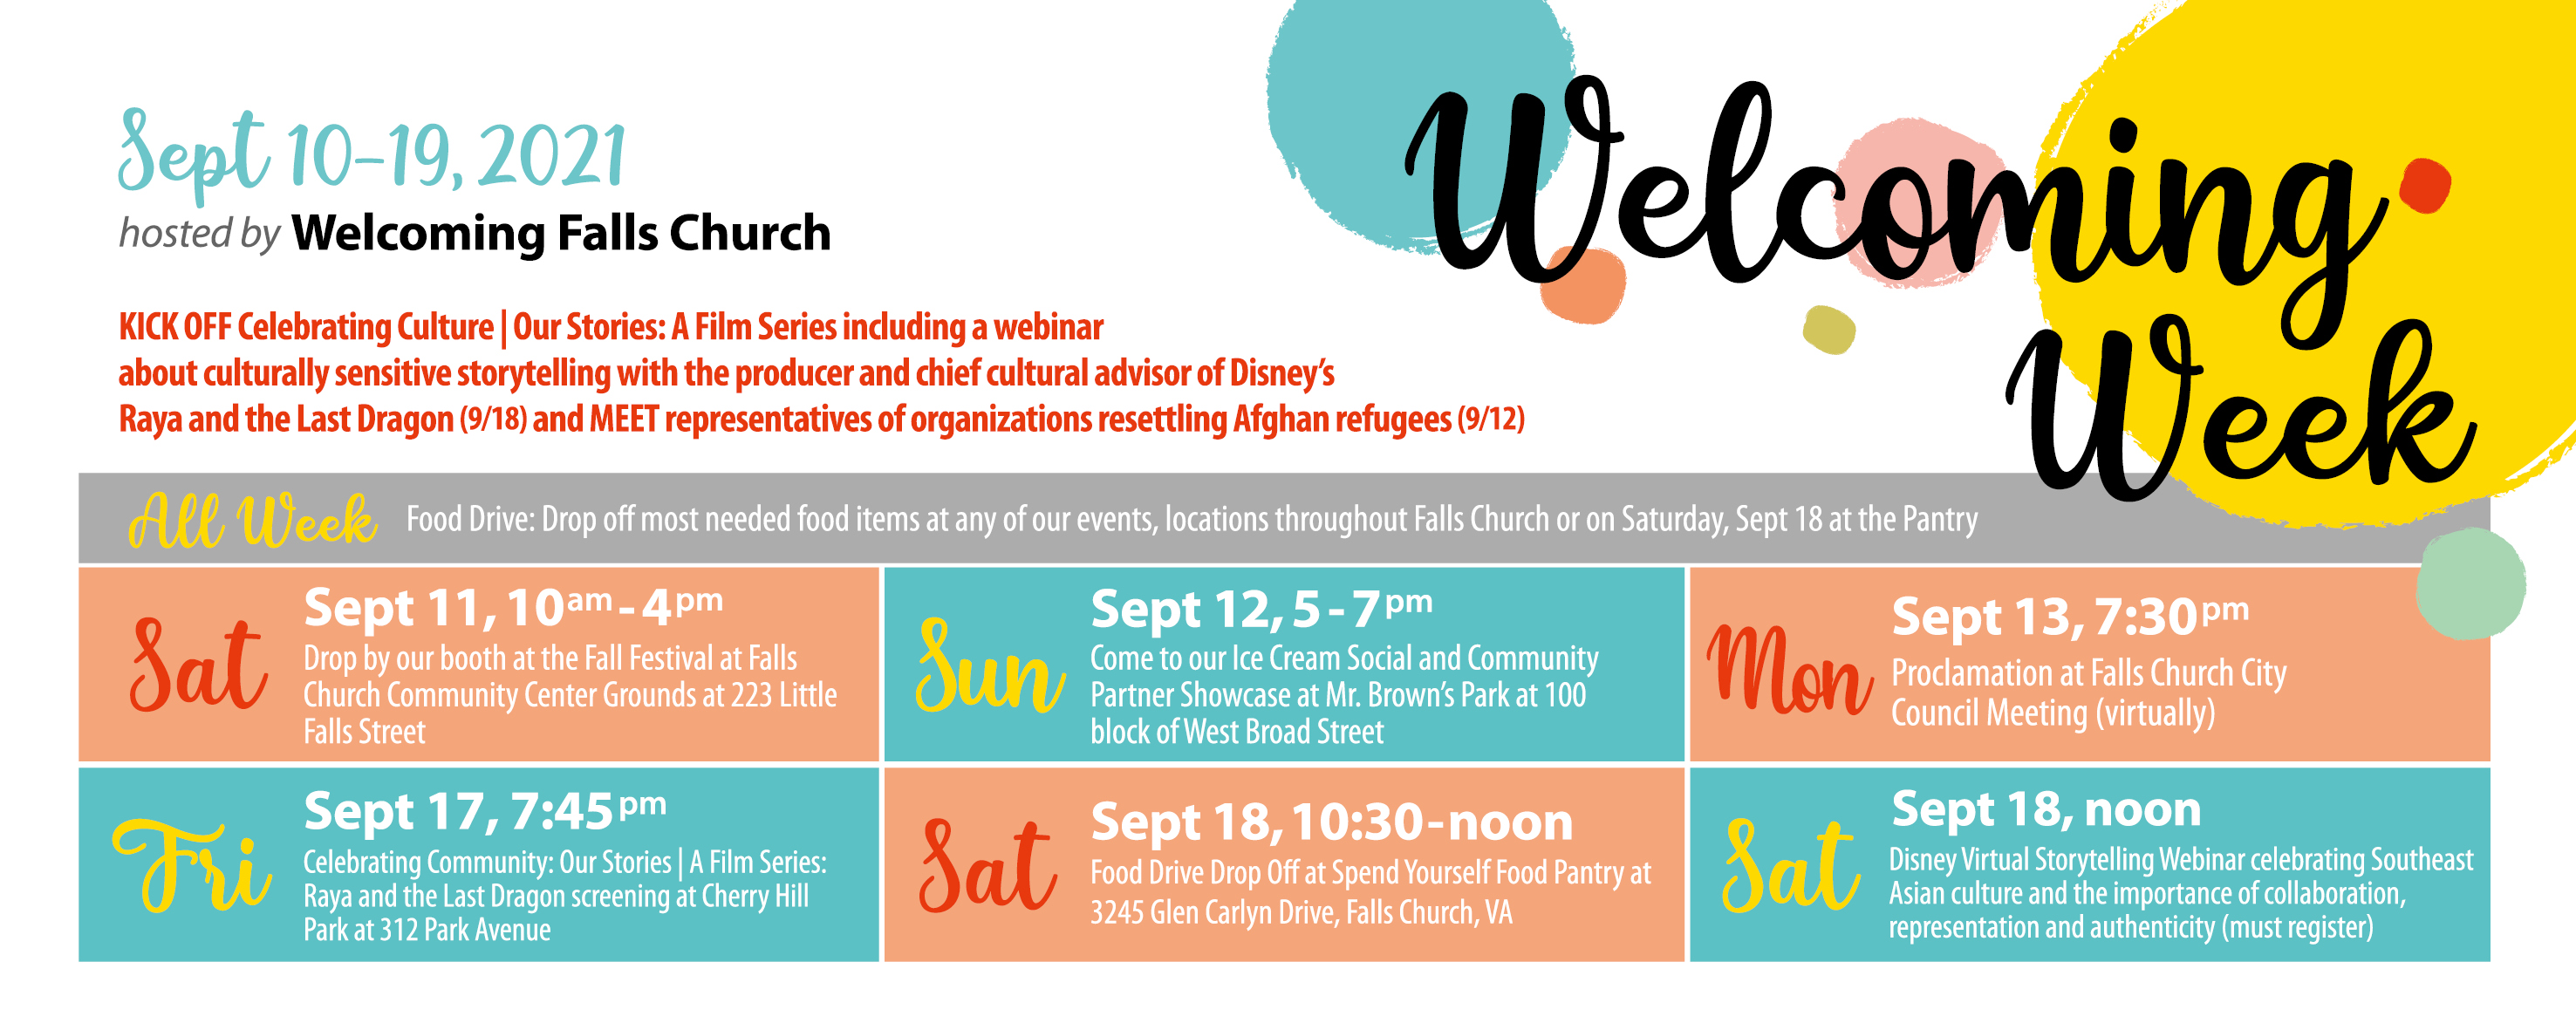 Sept 10–19, 2021
hosted by Welcoming Falls Church
Welcoming
Week
KICK OFF Celebrating Culture | Our Stories: A Film Series including a webinar
about culturally sensitive storytelling with the producer and chief cultural advisor of Disney's
Raya and the Last Dragon (9/18) and MEET representatives of organizations resettling Afghan refugees (9/12)
All Week Food Drive: Drop off most needed food items at any of our events, locations throughout Falls Church or on Saturday, Sept 18 at the Pantry
Sat
Sept 11, 10am - 4pm
Drop by our booth at the Fall Festival at Falls
Church Community Center Grounds at 223 Little
Falls Street
Sun
Sept 12, 5 - 7pm
Come to our Ice Cream Social and Community
Partner Showcase at Mr. Brown's Park at 100
block of West Broad Street
Mon
Sept 13, 7:30pm
Proclamation at Falls Church City
Council Meeting (virtually)
Fri
Sept 17, 7:45pm
Celebrating Community: Our Stories | A Film Series:
Raya and the Last Dragon screening at Cherry Hill
Park at 312 Park Avenue
Sat
Sept 18, 10:30-noon
Food Drive Drop Off at Spend Yourself Food Pantry at
3245 Glen Carlyn Drive, Falls Church, VA
Sat
Sept 18, noon
Disney Virtual Storytelling Webinar celebrating Southeast
Asian culture and the importance of collaboration,
representation and authenticity (must register)